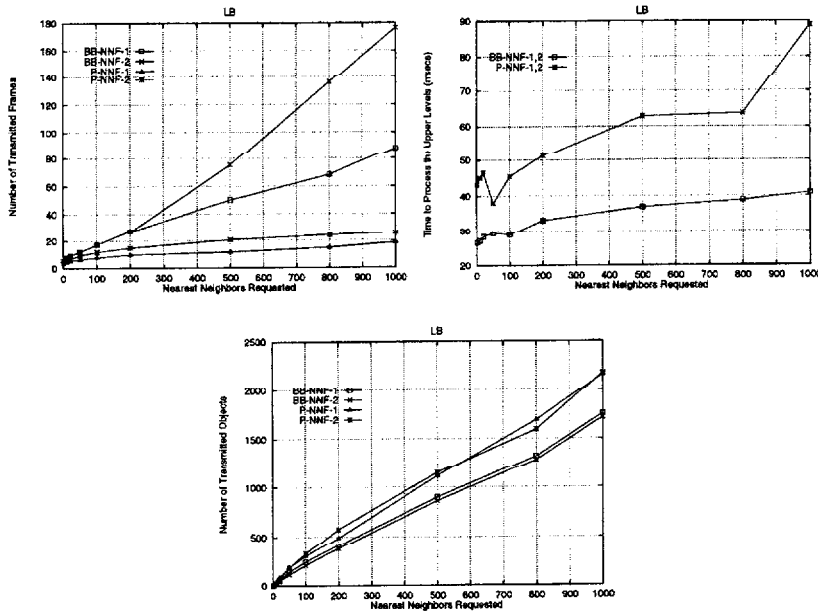 LB
Number of Transmitted Frames
180
160
140
120
100
80
60
40
20
0
BB-NNF-1
BB-NNF-2
P-NNF-1
P-NNF-2
0 100 200 300 400 500 600 700 800 900 1000
Nearest Neighbors Requested
LB
Time to Process the Upper Levels (msecs)
90
80
70
60
50
40
30
20
BB-NNF-1,2
P-NNF-1,2
0 100 200 300 400 500 600 700 800 900 1000
Nearest Neighbors Requested
LB
Number of Transmitted Objects
2500
2000
1500
1000
500
0
BB-NNF-1
BB-NNF-2
P-NNF-1
P-NNF-2
0 100 200 300 400 500 600 700 800 900 1000
Nearest Neighbors Requested